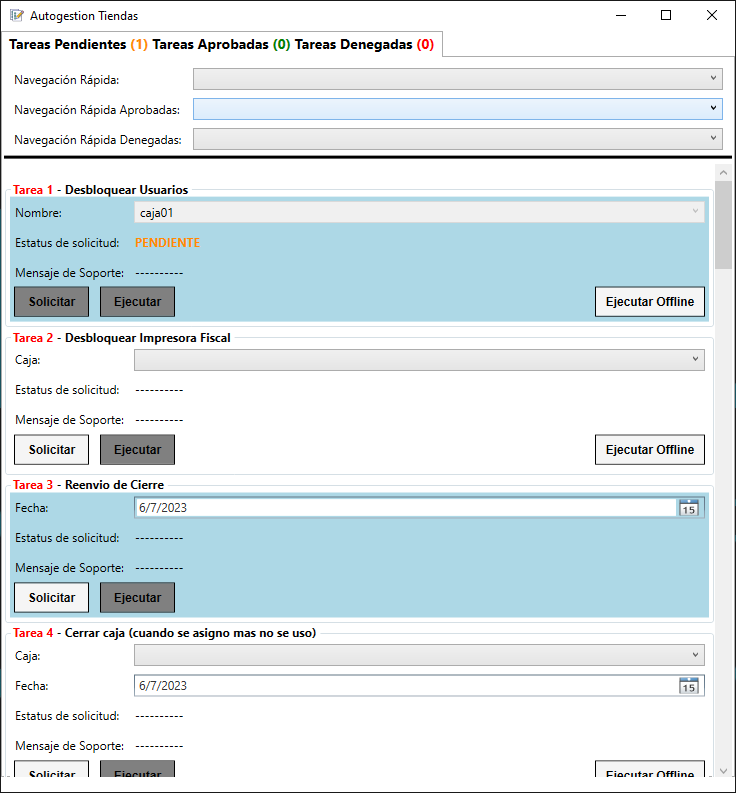 Autogestion Tiendas
Tareas Pendientes (1) Tareas Aprobadas (0) Tareas Denegadas (0)
Navegación Rápida:
Navegación Rápida Aprobadas:
Navegación Rápida Denegadas:
Tarea 1 - Desbloquear Usuarios
Nombre: caja01
Estatus de solicitud: PENDIENTE
Mensaje de Soporte: ----------
Solicitar Ejecutar Ejecutar Offline
Tarea 2 - Desbloquear Impresora Fiscal
Caja:
Estatus de solicitud: ----------
Mensaje de Soporte: ----------
Solicitar Ejecutar Ejecutar Offline
Tarea 3 - Reenvio de Cierre
Fecha: 6/7/2023 15
Estatus de solicitud: ----------
Mensaje de Soporte: ----------
Solicitar Ejecutar
Tarea 4 - Cerrar caja (cuando se asigno mas no se uso)
Caja:
Fecha: 6/7/2023 15
Estatus de solicitud: ----------
Mensaje de Soporte: ----------
Solicitar Ejecutar Ejecutar Offline